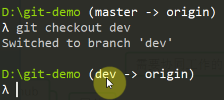 D:\git-demo (master -> origin)
λ git checkout dev
Switched to branch 'dev'
D:\git-demo (dev -> origin)
λ